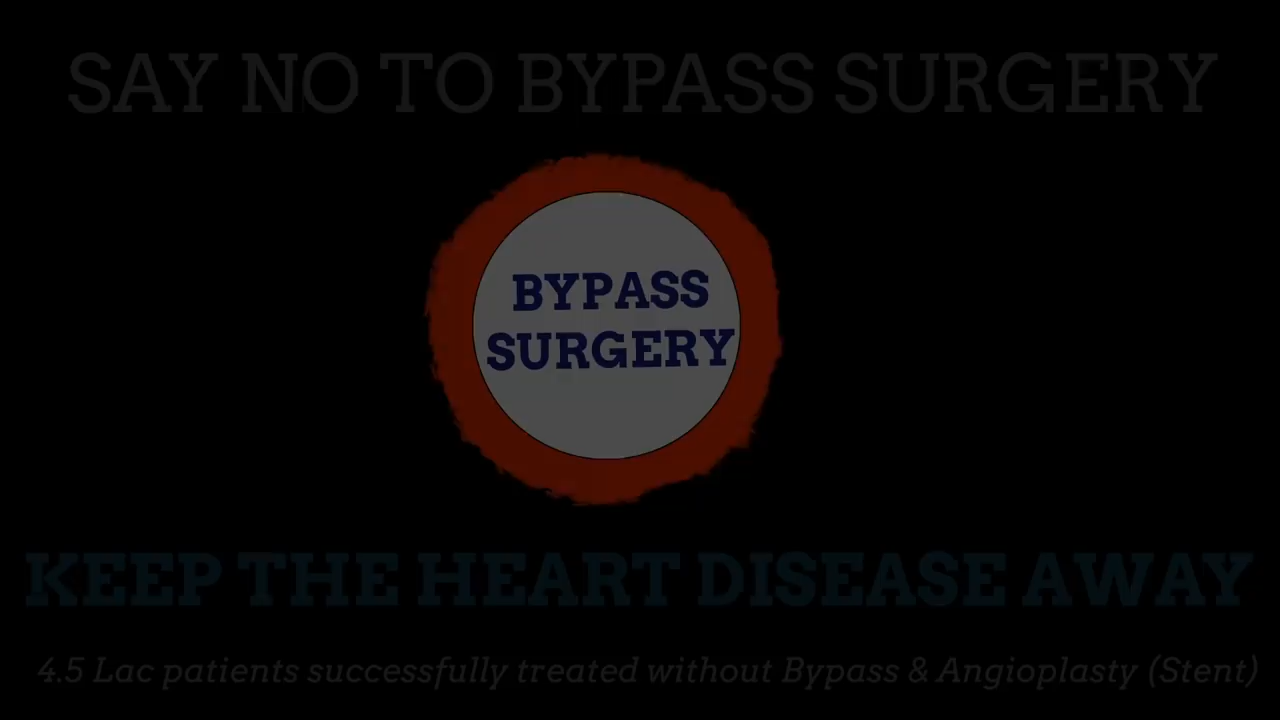 SAY NO TO BYPASS SURGERY
BYPASS
SURGERY
KEEP THE HEART DISEASE AWAY
4.5 Lac patients successfully treated without Bypass & Angioplasty (Stent)